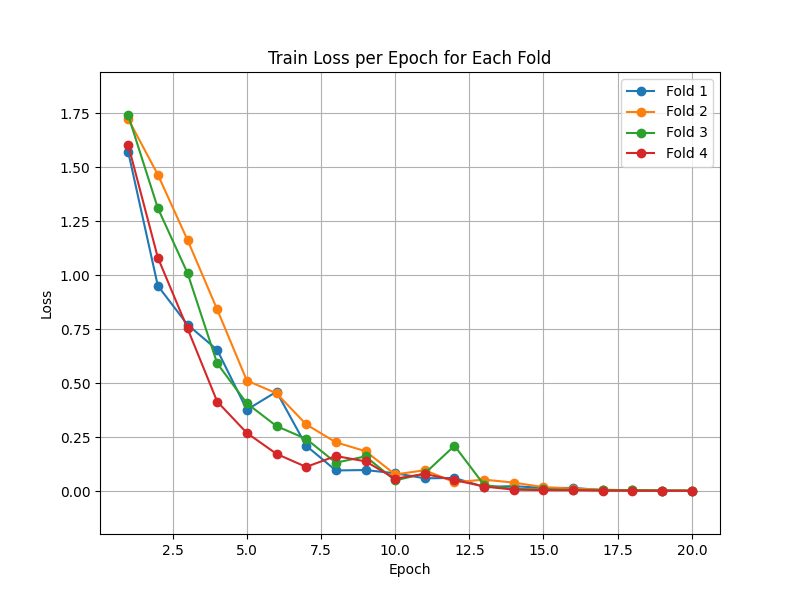 Train Loss per Epoch for Each Fold
Fold 1
Fold 2
Fold 3
Fold 4
Loss
1.75
1.50
1.25
1.00
0.75
0.50
0.25
0.00
2.5 5.0 7.5 10.0 12.5 15.0 17.5 20.0
Epoch